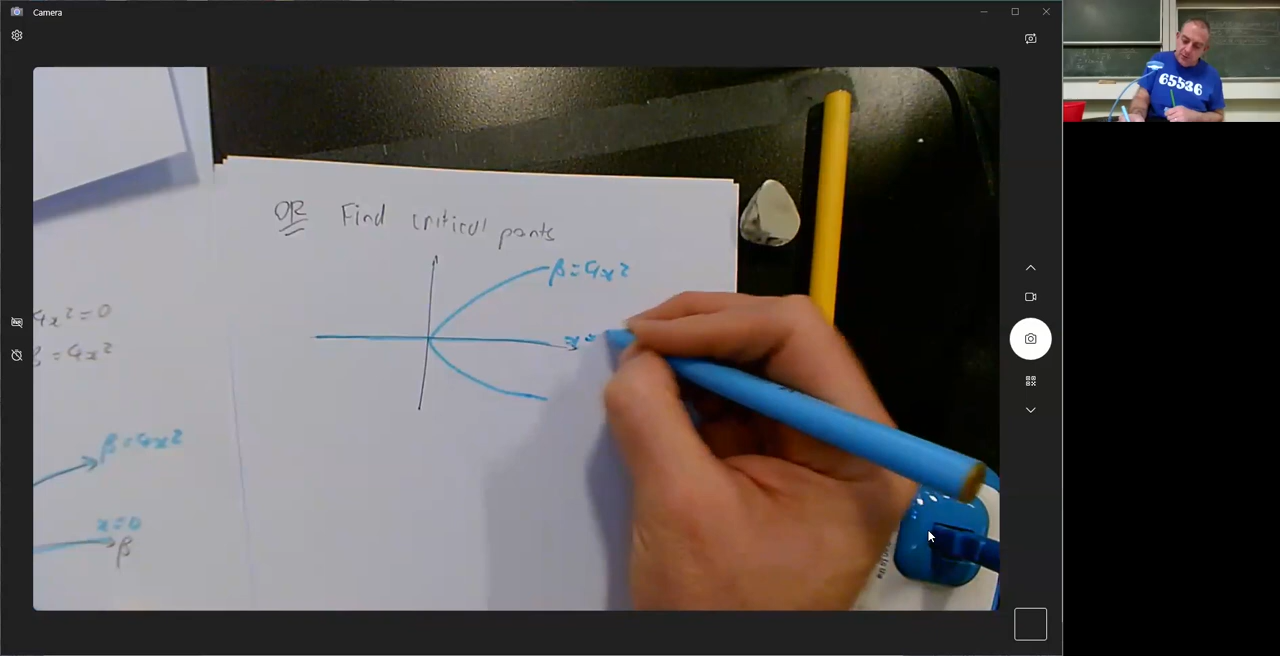 Camera
65536
OR Find critical points
β=4x²
x=
4x²=0
β=4x²
β=4x²
x=0
β